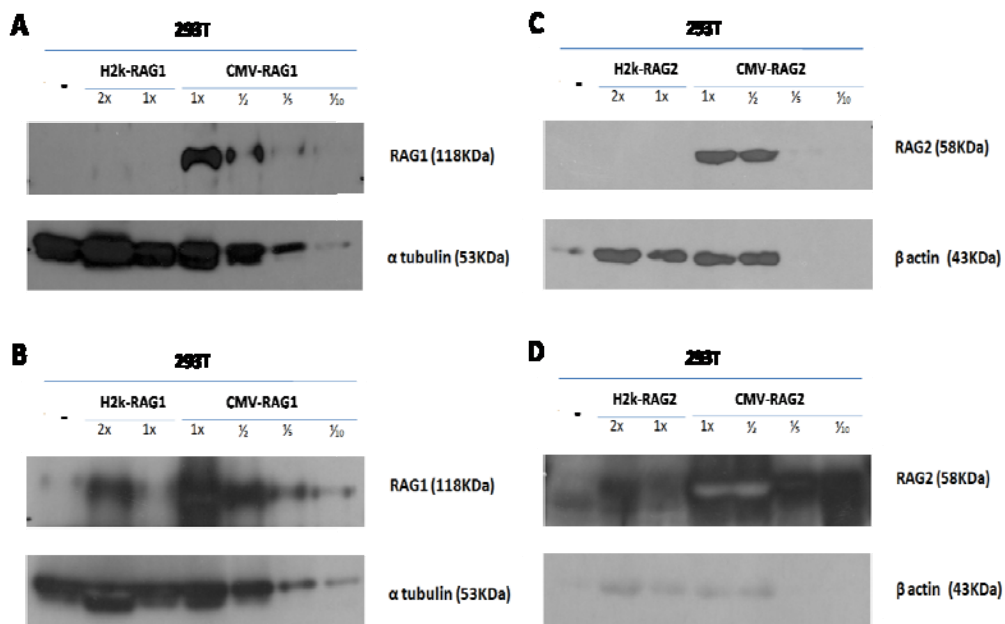 A
293T
H2k-RAG1 CMV-RAG1
- 2x 1x 1x ½ ⅕ ⅒
RAG1 (118KDa)
α tubulin (53KDa)
C
293T
H2k-RAG2 CMV-RAG2
- 2x 1x 1x ½ ⅕ ⅒
RAG2 (58KDa)
β actin (43KDa)
B
293T
H2k-RAG1 CMV-RAG1
- 2x 1x 1x ½ ⅕ ⅒
RAG1 (118KDa)
α tubulin (53KDa)
D
293T
H2k-RAG2 CMV-RAG2
- 2x 1x 1x ½ ⅕ ⅒
RAG2 (58KDa)
β actin (43KDa)